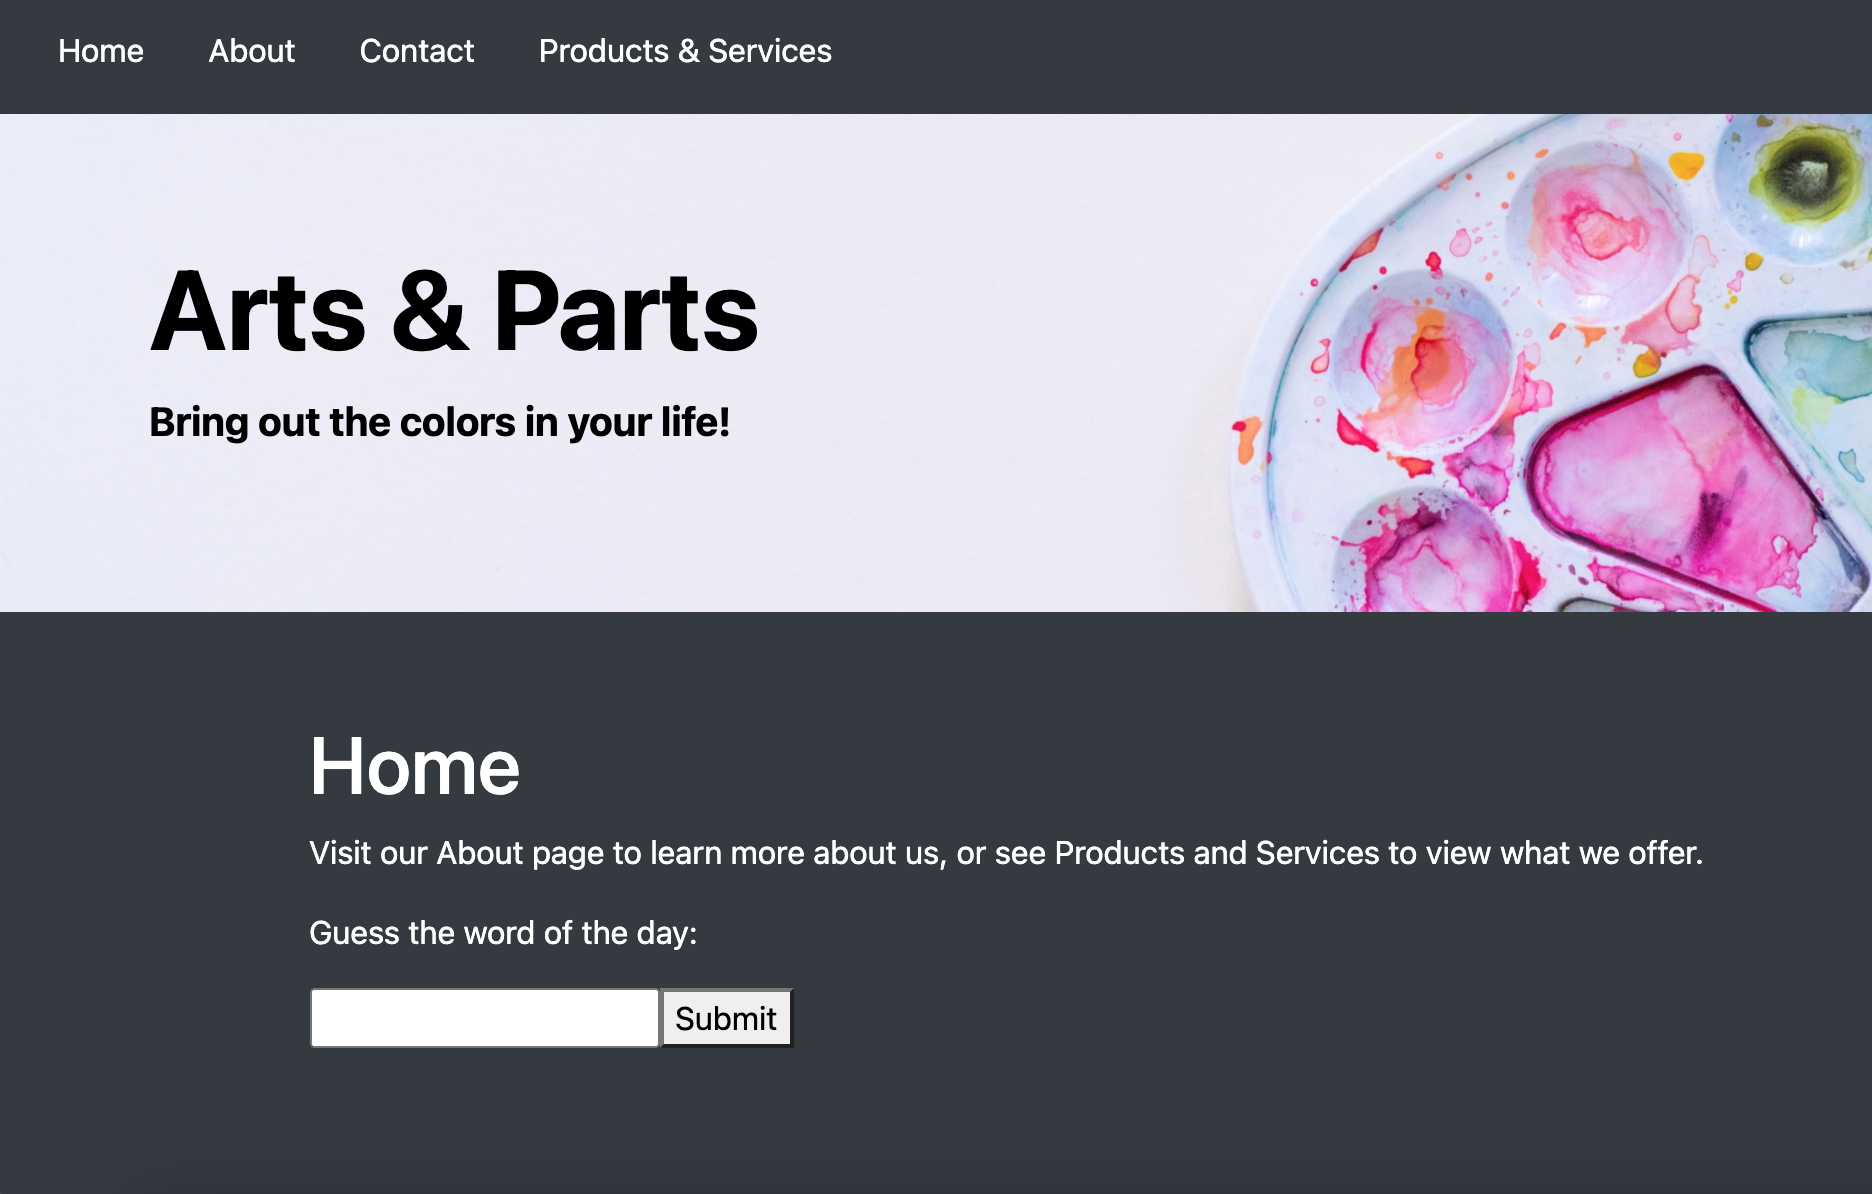 Home About Contact Products & Services
Arts & Parts
Bring out the colors in your life!
Home
Visit our About page to learn more about us, or see Products and Services to view what we offer.
Guess the word of the day:
Submit